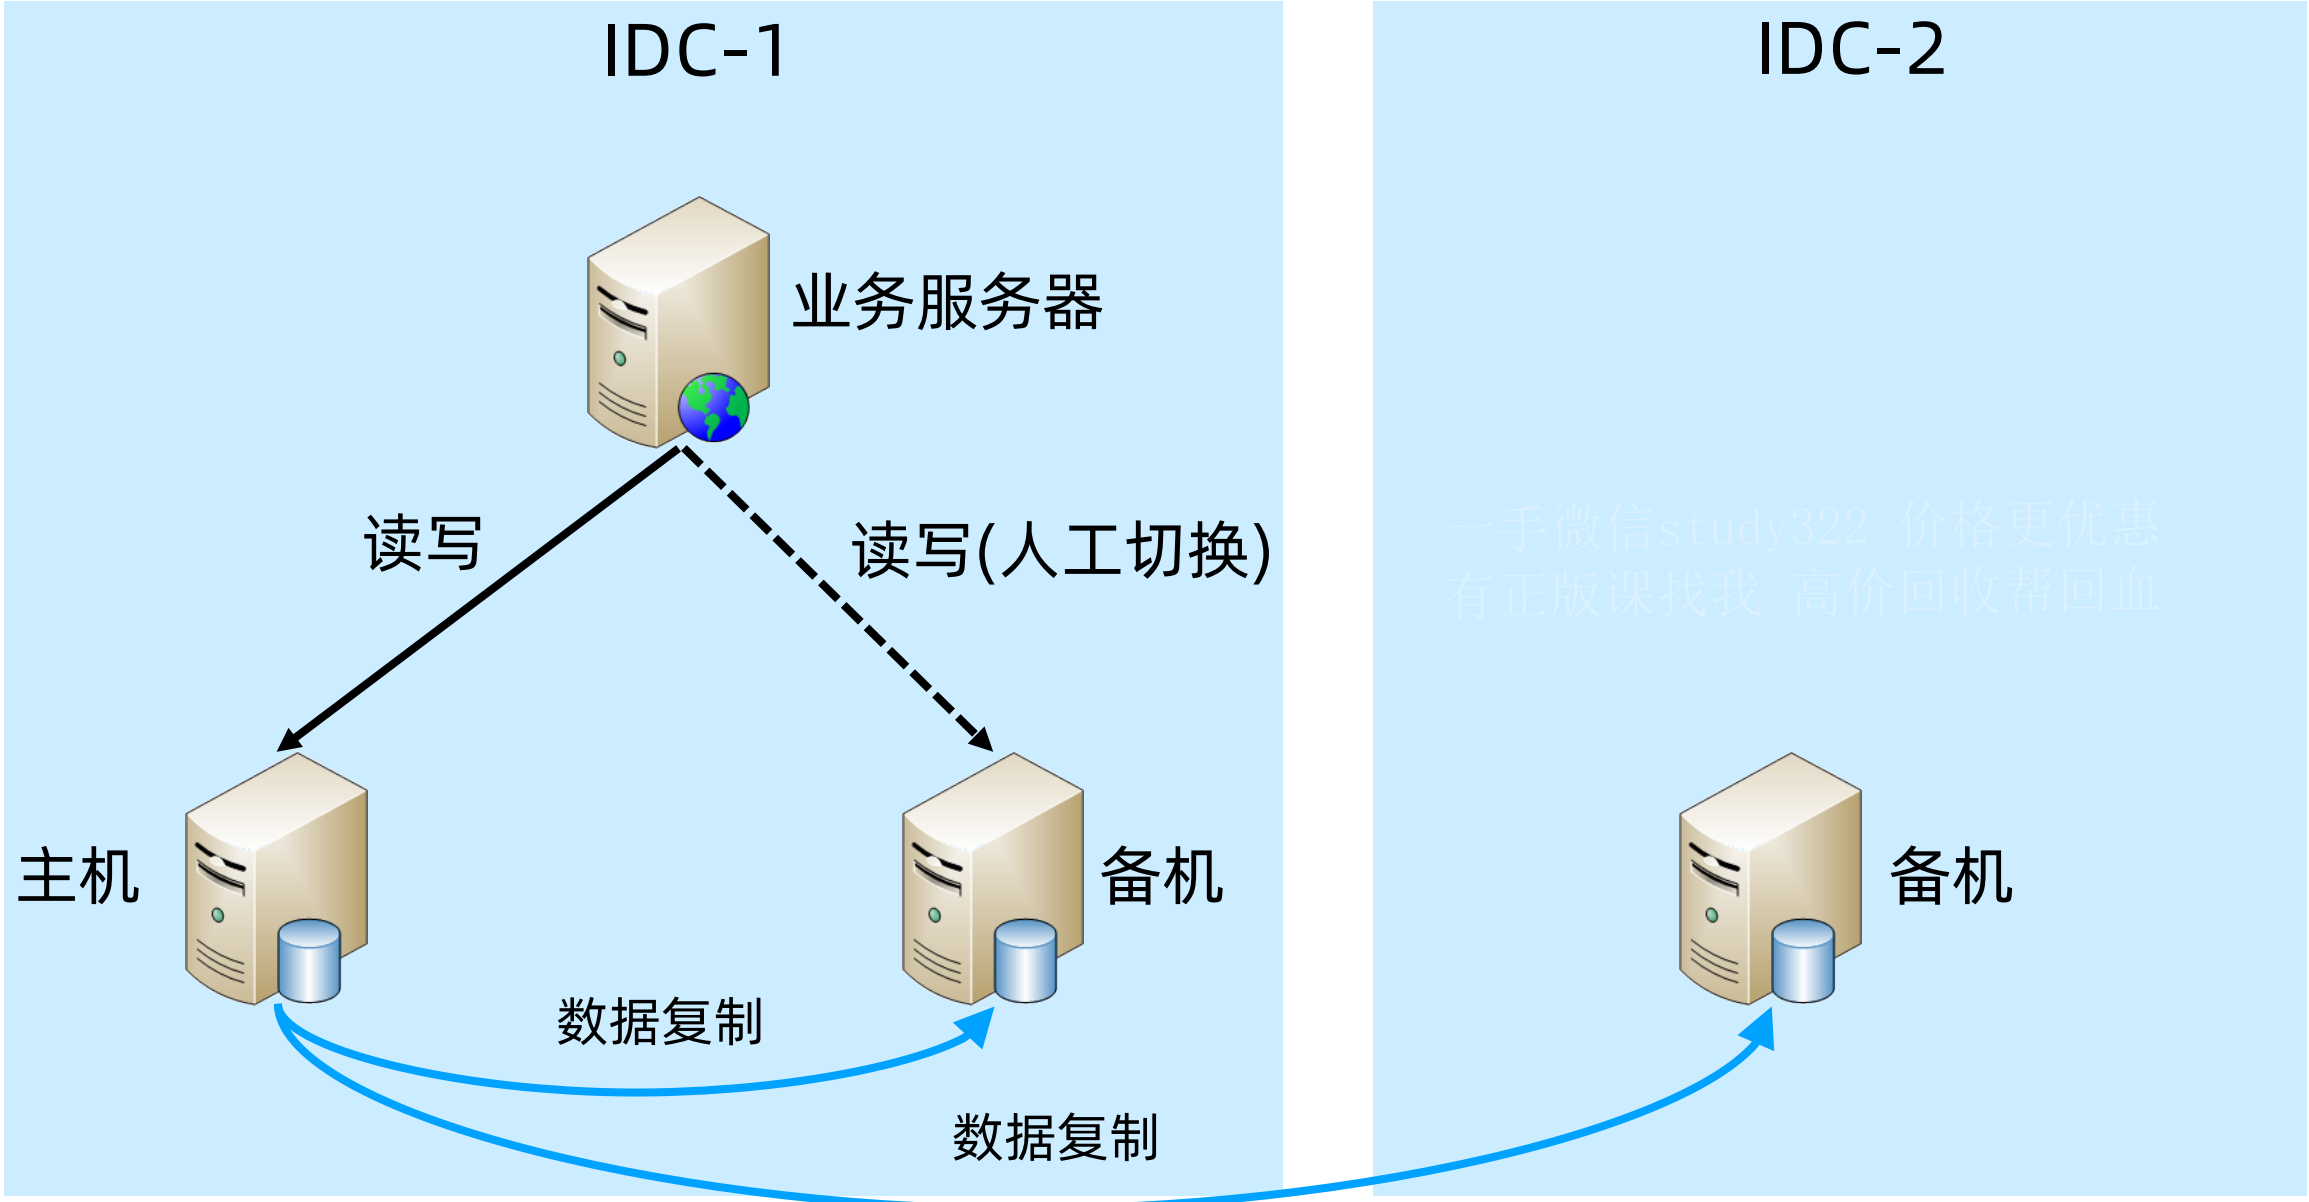 IDC-1
IDC-2
业务服务器
读写
读写(人工切换)
一手微信study322 价格更优惠
有正版课找我 高价回收帮回血
主机
备机
备机
数据复制
数据复制